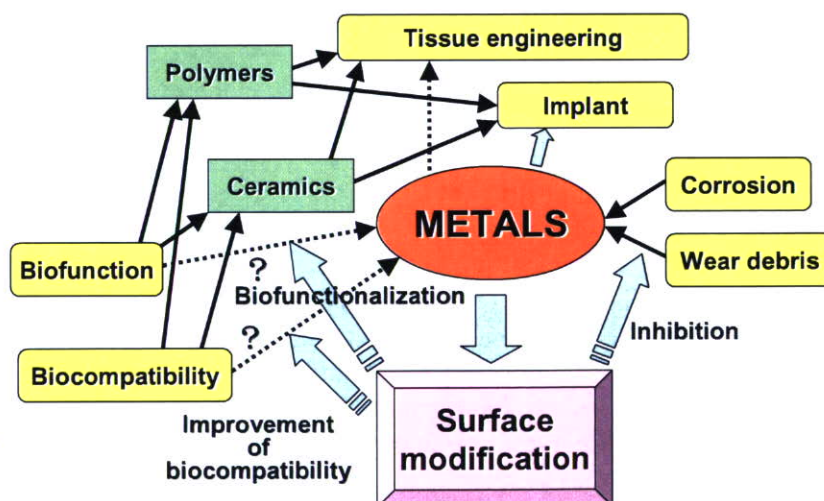 Tissue engineering
Polymers
Implant
Ceramics
Corrosion
METALS
Biofunction
Wear debris
?
Biofunctionalization
?
Inhibition
Biocompatibility
Improvement
of
biocompatibility
Surface
modification